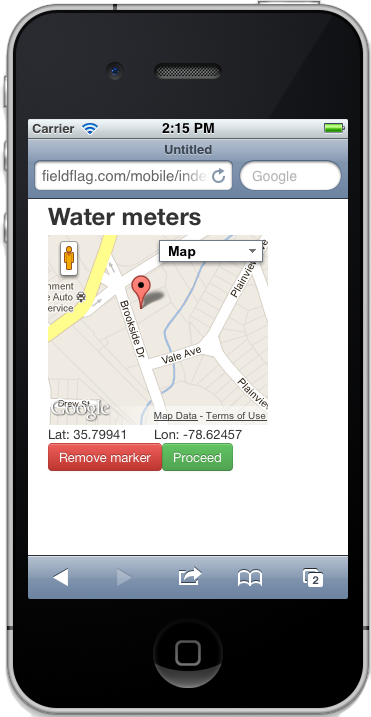 Carrier 2:15 PM
Untitled
fieldflag.com/mobile/inde Google
Water meters
Map
nment
e Auto
ervice
Brookside Dr
Plainview
Vale Ave
Plainvie
Drew St
Google
Map Data - Terms of Use
Lat: 35.79941 Lon: -78.62457
Remove marker Proceed
2